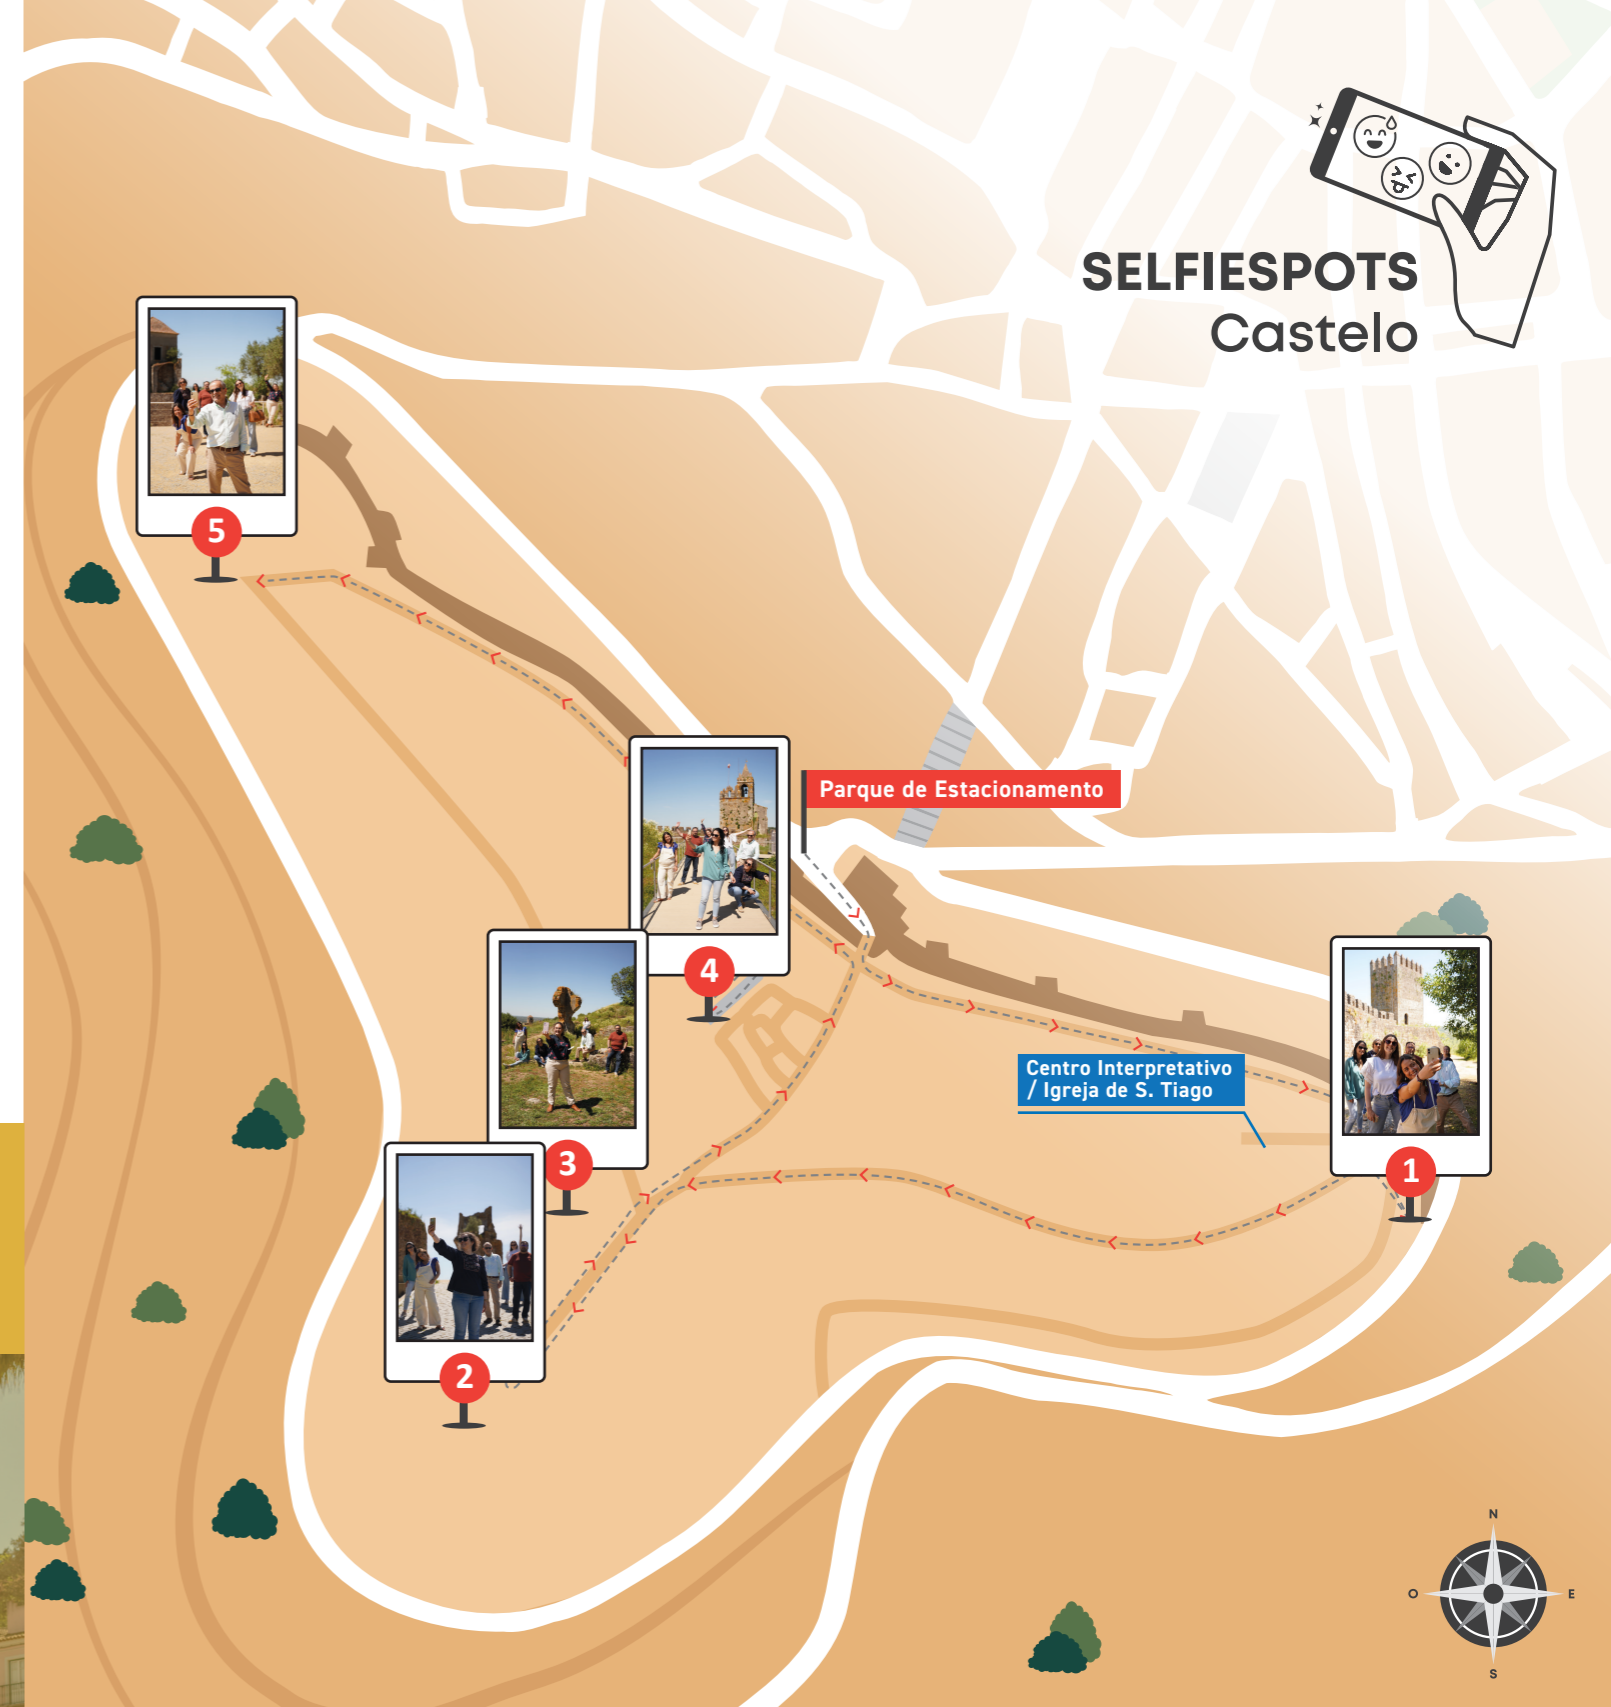 SELFIESPOTS
Castelo
5
Parque de Estacionamento
4
Centro Interpretativo
/ Igreja de S. Tiago
3
1
2
N
O
E
S